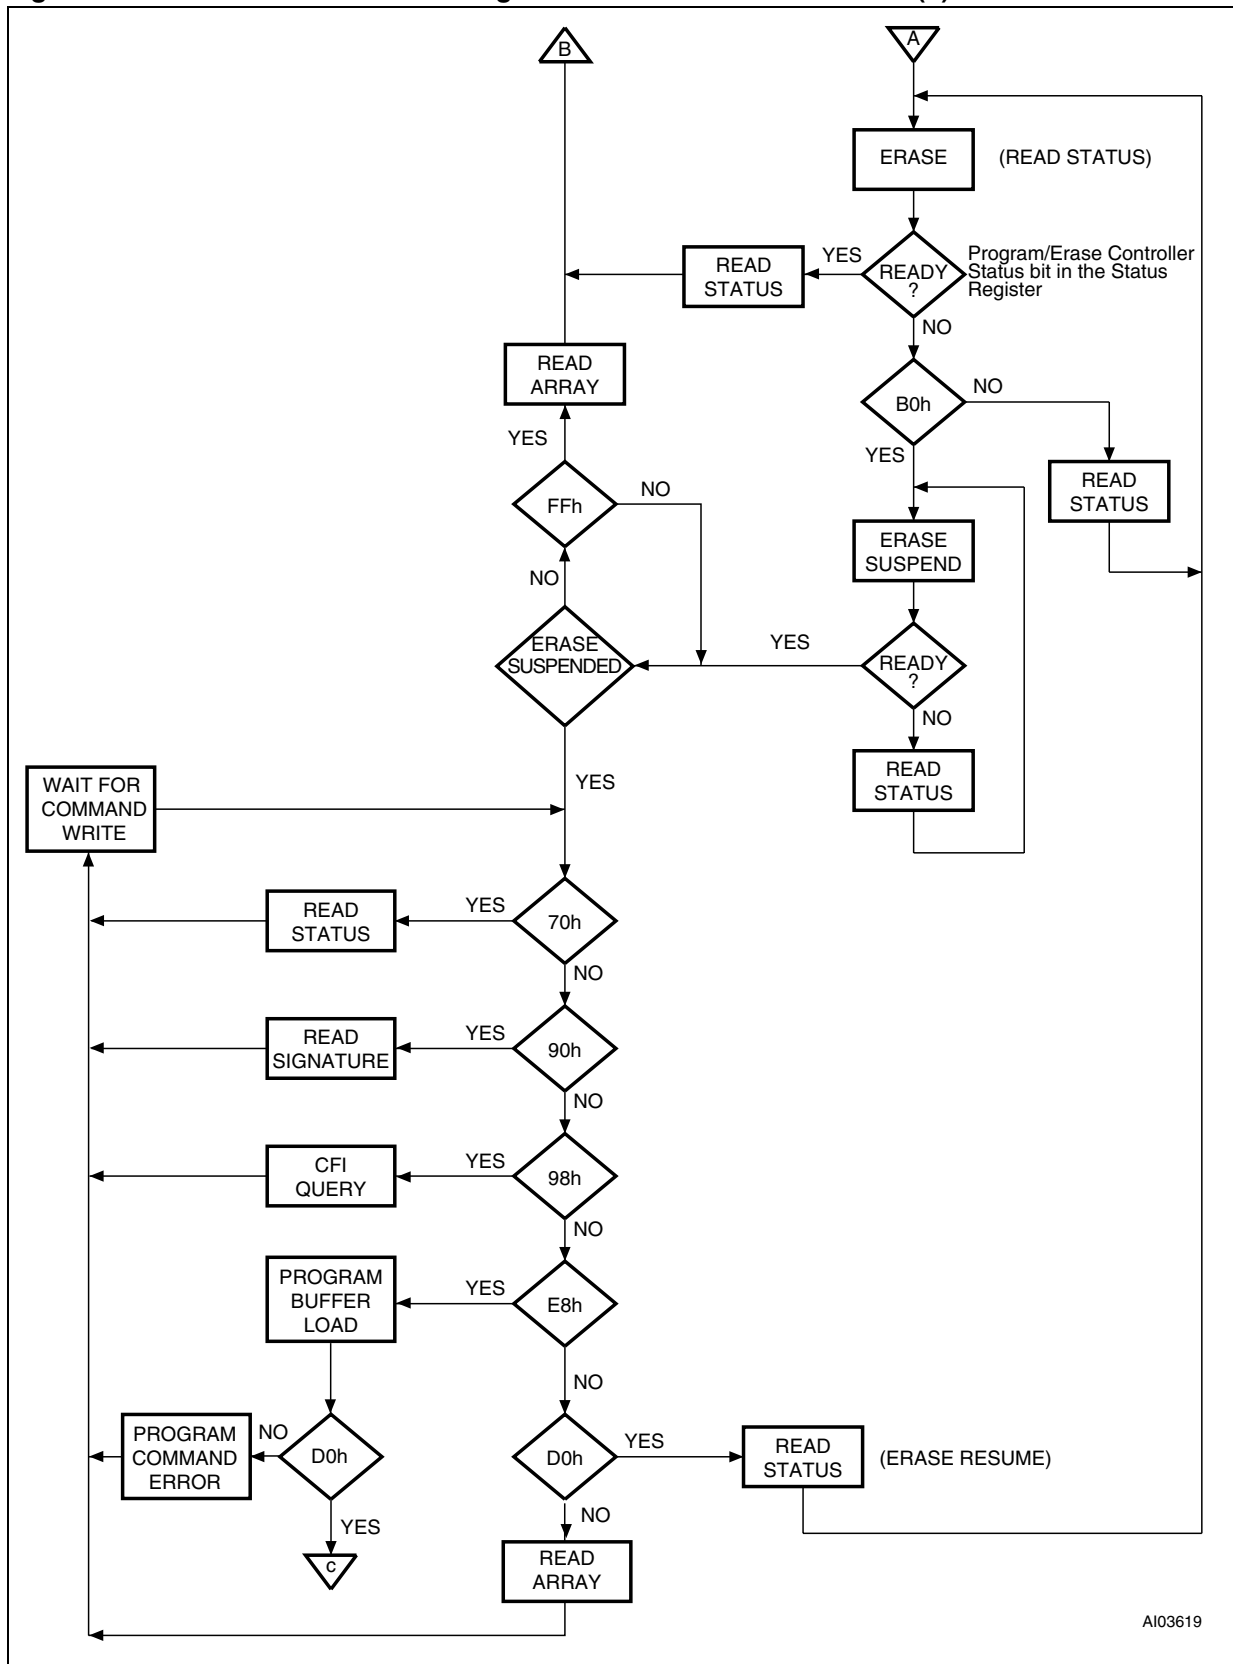 B
A
ERASE
(READ STATUS)
READ
STATUS
YES
READY
?
Program/Erase Controller
Status bit in the Status
Register
NO
READ
ARRAY
B0h
NO
YES
YES
READ
STATUS
FFh
NO
ERASE
SUSPEND
NO
ERASE
SUSPENDED
YES
READY
?
NO
READ
STATUS
YES
WAIT FOR
COMMAND
WRITE
READ
STATUS
YES
70h
NO
READ
SIGNATURE
YES
90h
NO
CFI
QUERY
YES
98h
NO
PROGRAM
BUFFER
LOAD
YES
E8h
NO
PROGRAM
COMMAND
ERROR
NO
D0h
D0h
YES
READ
STATUS
(ERASE RESUME)
YES
NO
c
READ
ARRAY
AI03619